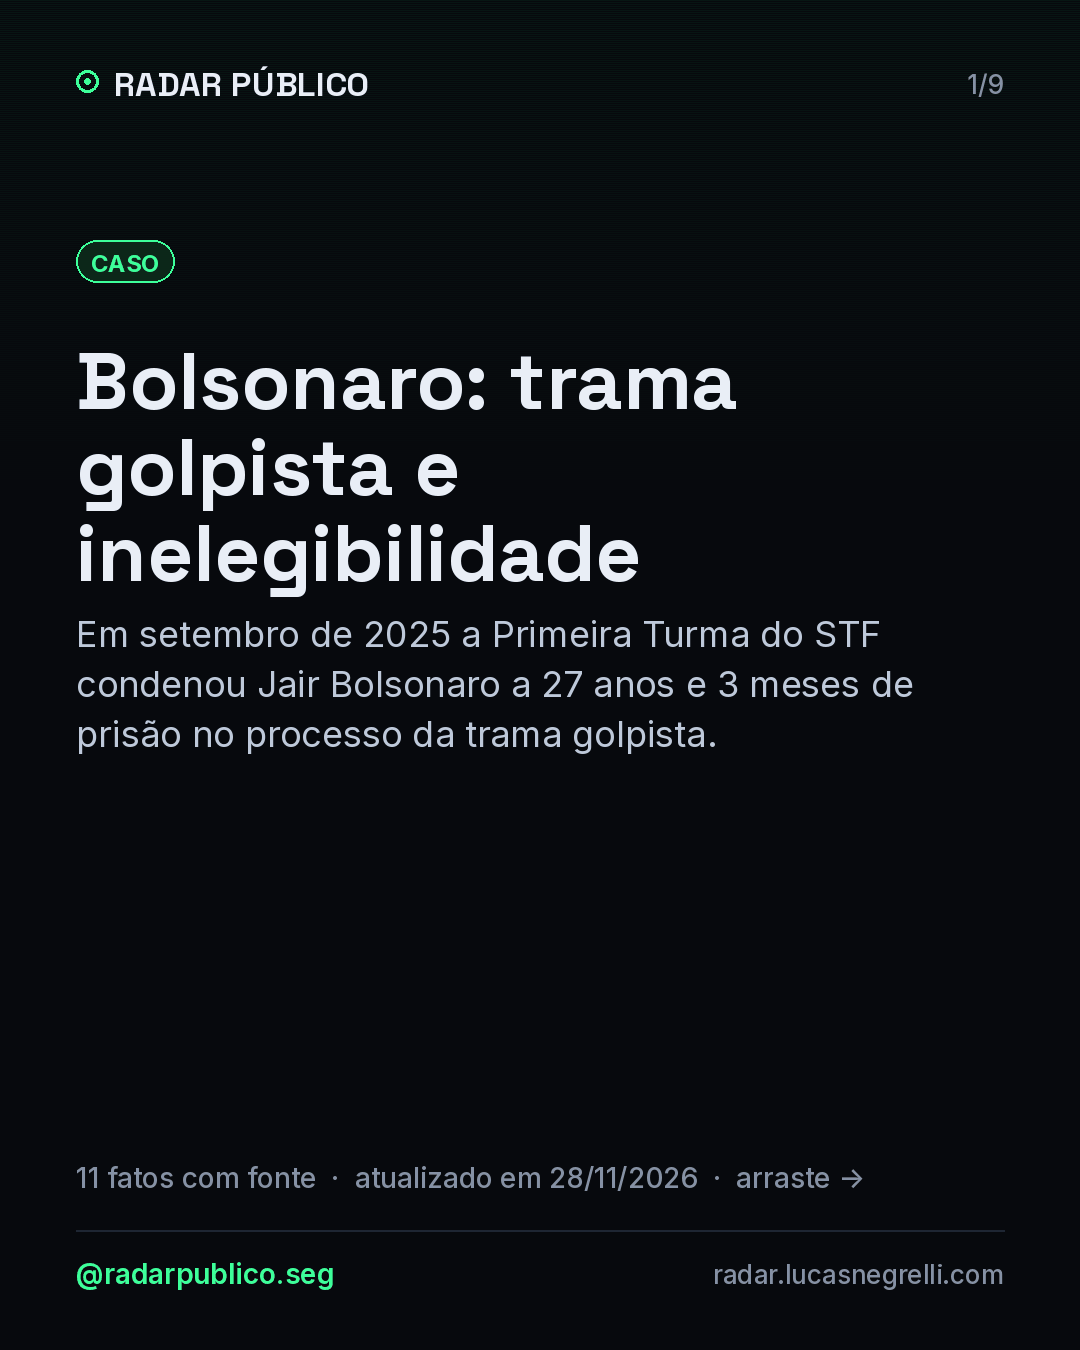 RADAR PÚBLICO
1/9
CASO
Bolsonaro: trama
golpista e
inelegibilidade
Em setembro de 2025 a Primeira Turma do STF
condenou Jair Bolsonaro a 27 anos e 3 meses de
prisão no processo da trama golpista.
11 fatos com fonte · atualizado em 28/11/2026 · arraste →
@radarpublico.seg
radar.lucasnegrelli.com